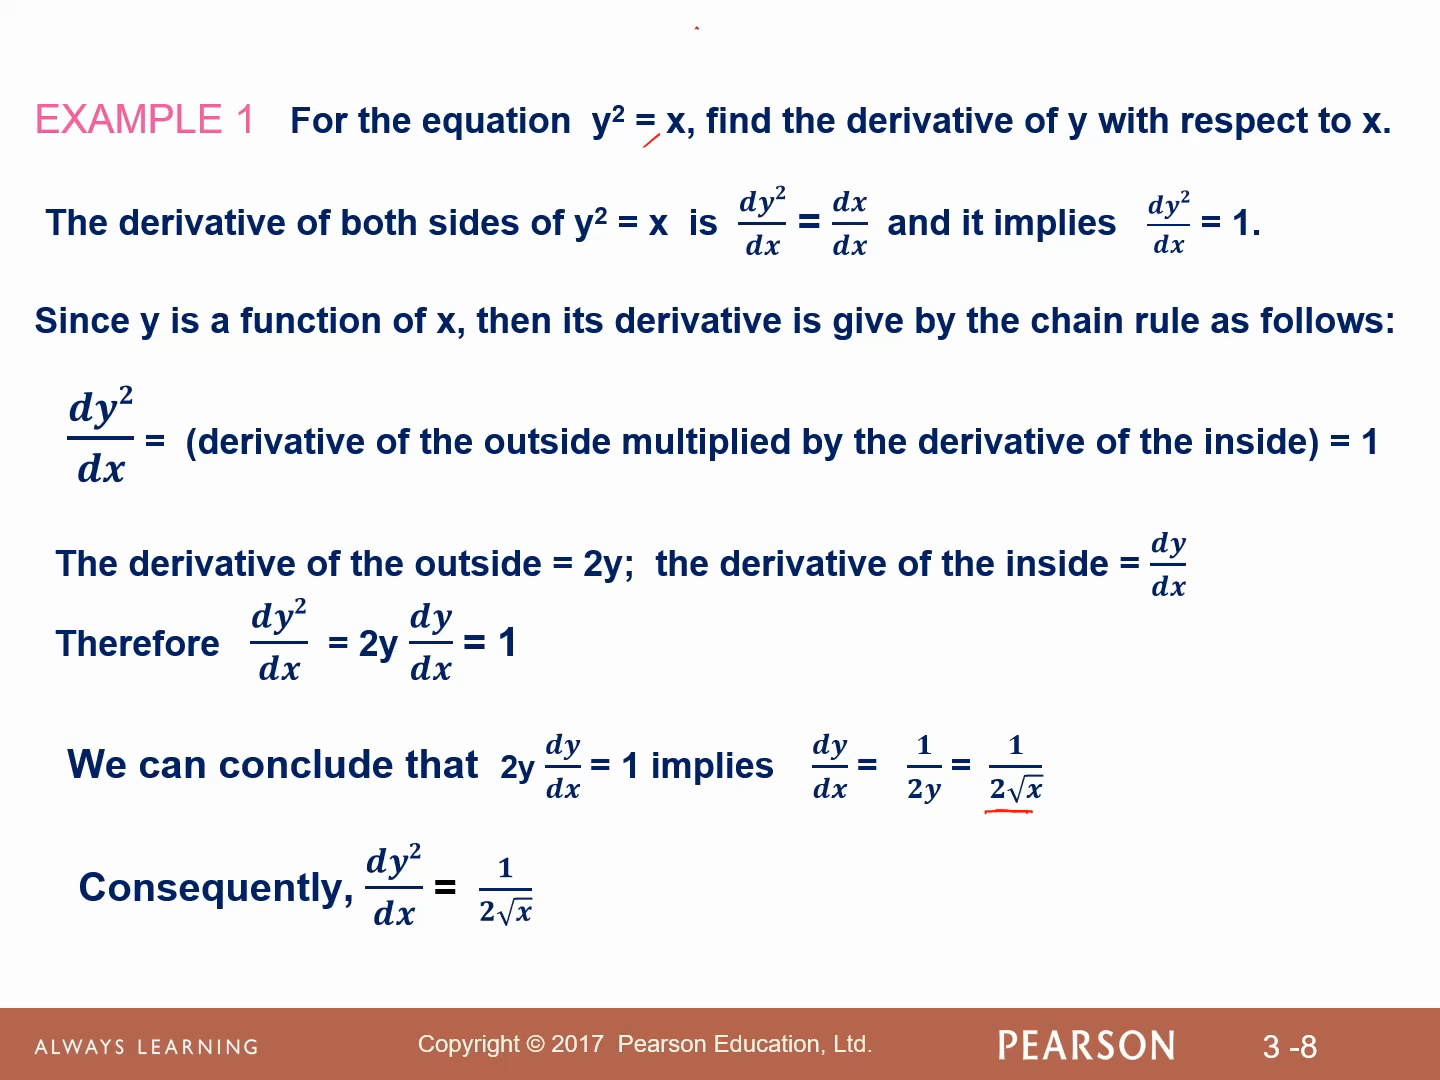 EXAMPLE 1 For the equation y² = x, find the derivative of y with respect to x.
The derivative of both sides of y² = x is dy²/dx = dx/dx and it implies dy²/dx = 1.
Since y is a function of x, then its derivative is give by the chain rule as follows:
dy²/dx = (derivative of the outside multiplied by the derivative of the inside) = 1
The derivative of the outside = 2y; the derivative of the inside = dy/dx
Therefore dy²/dx = 2y dy/dx = 1
We can conclude that 2y dy/dx = 1 implies dy/dx = 1/2y = 1/2√x
Consequently, dy²/dx = 1/2√x
ALWAYS LEARNING Copyright © 2017 Pearson Education, Ltd. PEARSON 3 -8